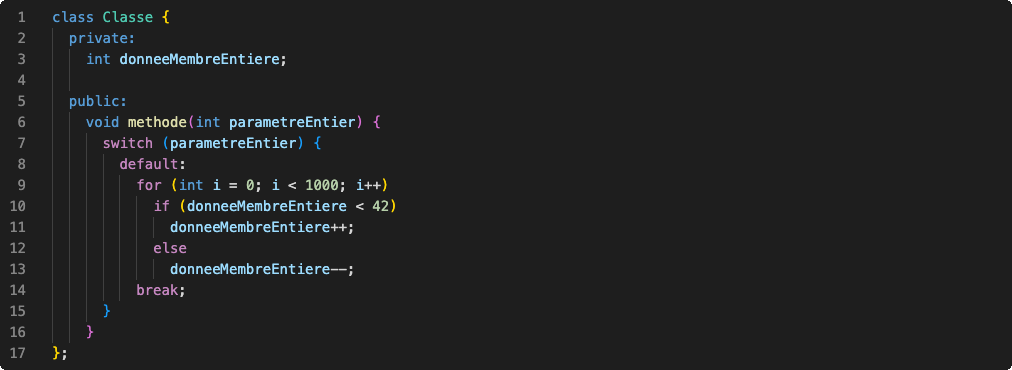 1 class Classe {
2   private:
3     int donneeMembreEntiere;
4
5   public:
6     void methode(int parametreEntier) {
7       switch (parametreEntier) {
8         default:
9           for (int i = 0; i < 1000; i++)
10             if (donneeMembreEntiere < 42)
11               donneeMembreEntiere++;
12             else
13               donneeMembreEntiere--;
14           break;
15       }
16     }
17 };